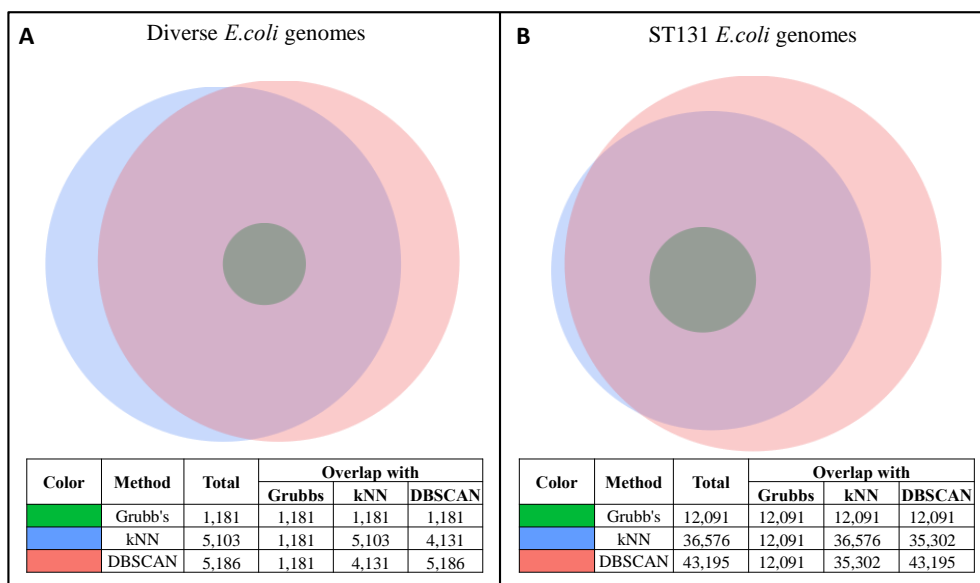 A
Diverse E.coli genomes
Color Method Total Overlap with
Grubbs kNN DBSCAN
Grubb's 1,181 1,181 1,181 1,181
kNN 5,103 1,181 5,103 4,131
DBSCAN 5,186 1,181 4,131 5,186
B
ST131 E.coli genomes
Color Method Total Overlap with
Grubbs kNN DBSCAN
Grubb's 12,091 12,091 12,091 12,091
kNN 36,576 12,091 36,576 35,302
DBSCAN 43,195 12,091 35,302 43,195